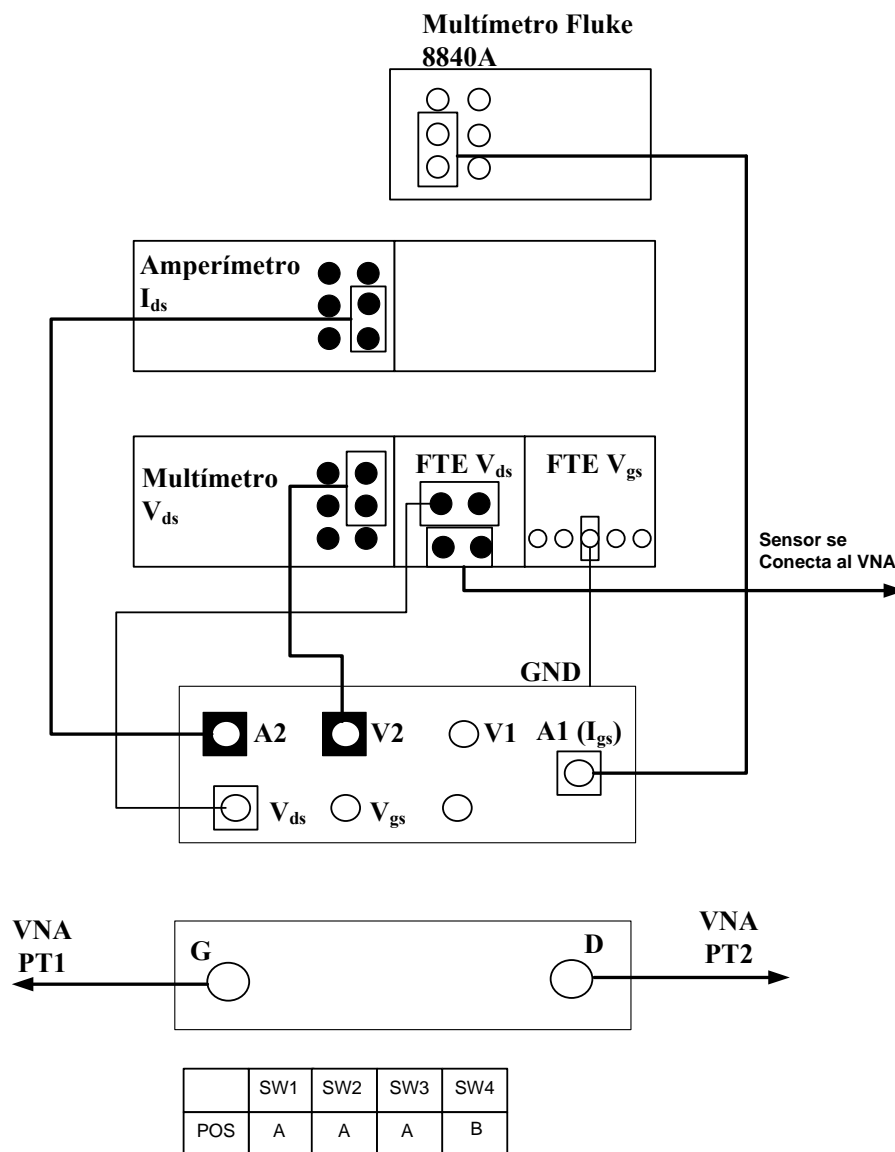 Multímetro Fluke
8840A
Amperímetro
Ids
Multímetro
Vds
FTE Vds
FTE Vgs
Sensor se
Conecta al VNA
GND
A2
V2
V1
A1 (Igs)
Vds
Vgs
VNA
PT1
G
D
VNA
PT2
SW1 SW2 SW3 SW4
POS A A A B